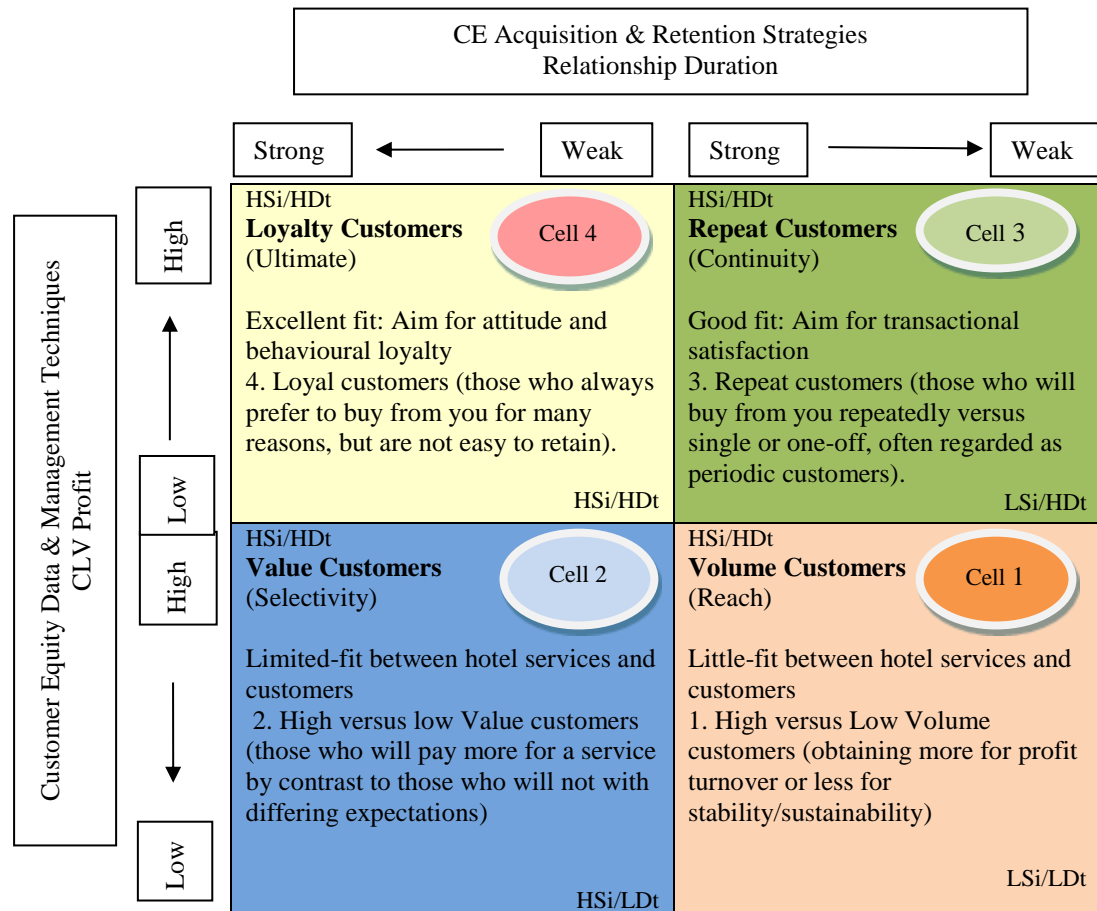 CE Acquisition & Retention Strategies
Relationship Duration
Strong
Weak
Strong
Weak
Customer Equity Data & Management Techniques
CLV Profit
High
Low
High
Low
HSi/HDt
Loyalty Customers
(Ultimate)
Cell 4
Excellent fit: Aim for attitude and
behavioural loyalty
4. Loyal customers (those who always
prefer to buy from you for many
reasons, but are not easy to retain).
HSi/HDt
HSi/HDt
Repeat Customers
(Continuity)
Cell 3
Good fit: Aim for transactional
satisfaction
3. Repeat customers (those who will
buy from you repeatedly versus
single or one-off, often regarded as
periodic customers).
LSi/HDt
HSi/HDt
Value Customers
(Selectivity)
Cell 2
Limited-fit between hotel services and
customers
2. High versus low Value customers
(those who will pay more for a service
by contrast to those who will not with
differing expectations)
HSi/LDt
HSi/HDt
Volume Customers
(Reach)
Cell 1
Little-fit between hotel services and
customers
1. High versus Low Volume
customers (obtaining more for profit
turnover or less for
stability/sustainability)
LSi/LDt